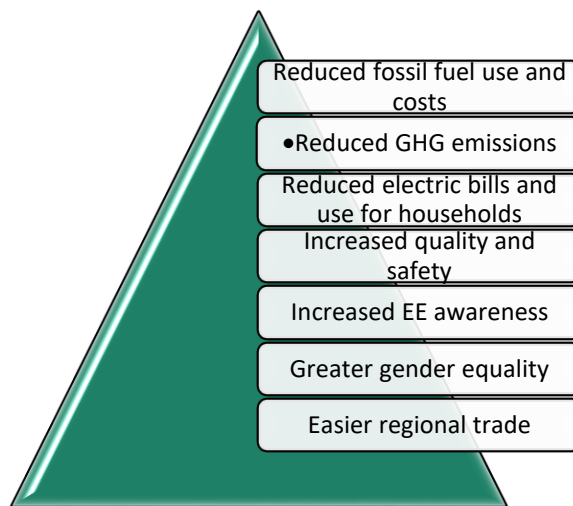 Reduced fossil fuel use and
costs
•Reduced GHG emissions
Reduced electric bills and
use for households
Increased quality and
safety
Increased EE awareness
Greater gender equality
Easier regional trade